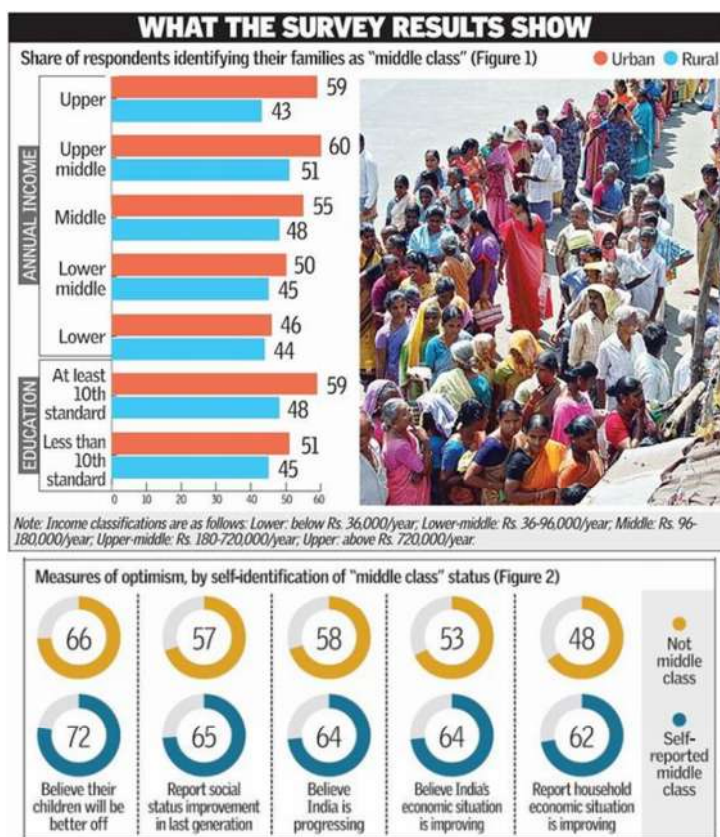 WHAT THE SURVEY RESULTS SHOW
Share of respondents identifying their families as "middle class" (Figure 1)
Urban Rural
ANNUAL INCOME
Upper
59
43
Upper
middle
60
51
Middle
55
48
Lower
middle
50
45
Lower
46
44
EDUCATION
At least
10th
standard
59
48
Less than
10th
standard
51
45
0 10 20 30 40 50 60
Note: Income classifications are as follows: Lower: below Rs. 36,000/year; Lower-middle: Rs. 36-96,000/year; Middle: Rs. 96-
180,000/year; Upper-middle: Rs. 180-720,000/year; Upper: above Rs. 720,000/year.
Measures of optimism, by self-identification of "middle class" status (Figure 2)
66 57 58 53 48
Not
middle
class
72 65 64 64 62
Self-
reported
middle
class
Believe their
children will be
better off
Report social
status improvement
in last generation
Believe
India is
progressing
Believe India's
economic situation
is improving
Report household
economic situation
is improving